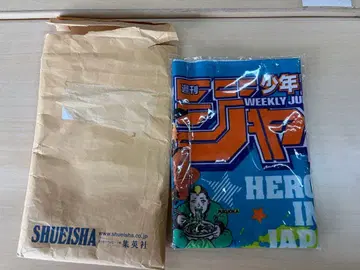 SHUEISHA
www.shueisha.co.jp
集英社
週刊
少年
WEEKLY JU
ジャ
HERO
IN
JAP